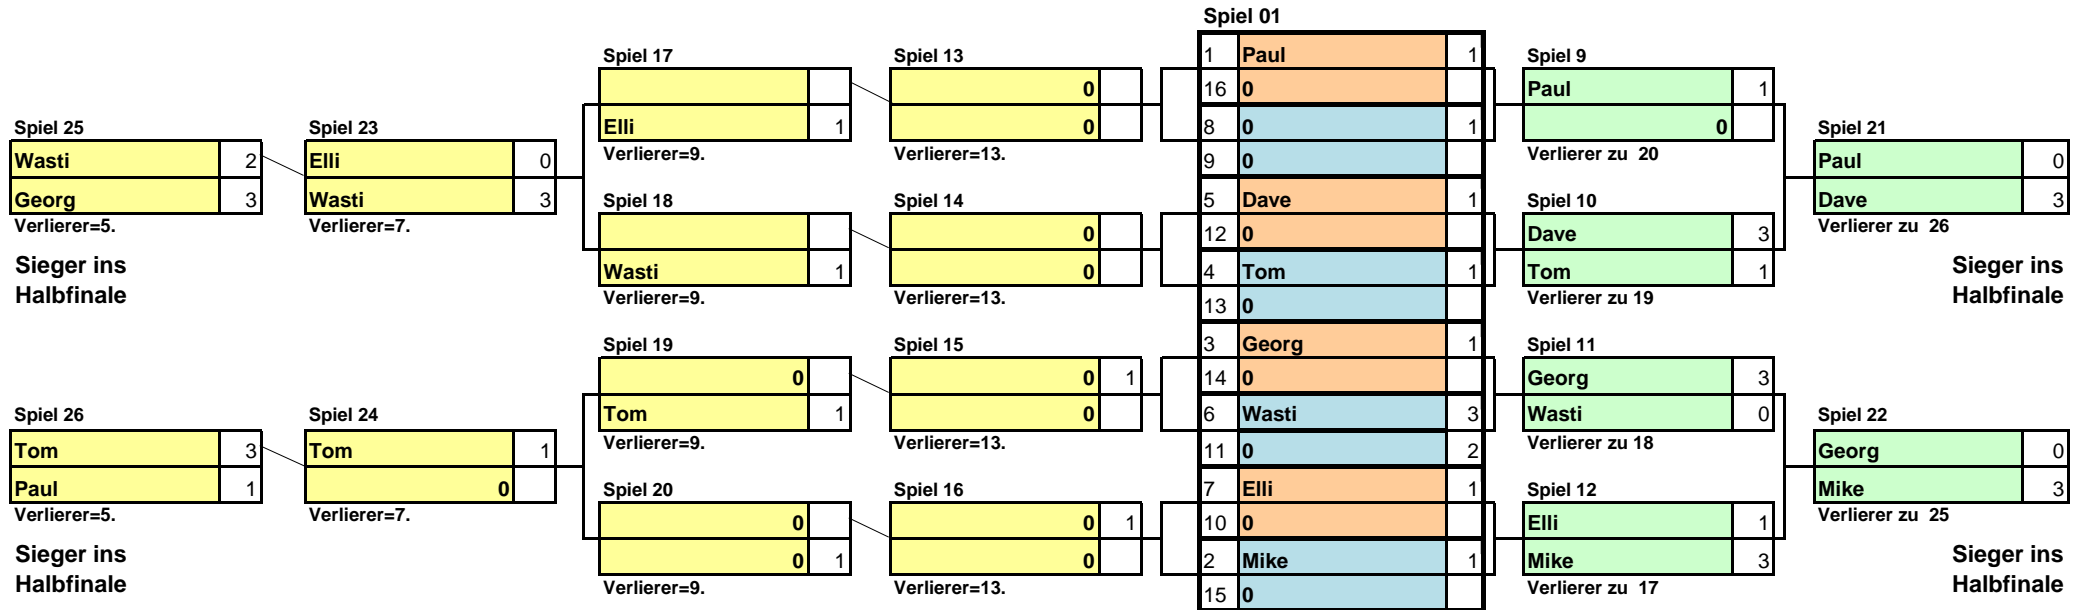 Spiel 01
Spiel 17 Spiel 13 1 Paul 1 Spiel 9
0 16 0 Paul 1
Spiel 25 Spiel 23 Elli 1 0 8 0 1 0 Spiel 21
Wasti 2 Elli 0 Verlierer=9. Verlierer=13. 9 0 Verlierer zu 20 Paul 0
Georg 3 Wasti 3 Spiel 18 Spiel 14 5 Dave 1 Spiel 10 Dave 3
Verlierer=5. Verlierer=7. 0 12 0 Dave 3 Verlierer zu 26
Sieger ins Wasti 1 0 4 Tom 1 Tom 1 Sieger ins
Halbfinale Verlierer=9. Verlierer=13. 13 0 Verlierer zu 19 Halbfinale
Spiel 19 Spiel 15 3 Georg 1 Spiel 11
0 0 1 14 0 Georg 3
Spiel 26 Spiel 24 Tom 1 0 6 Wasti 3 Wasti 0 Spiel 22
Tom 3 Tom 1 Verlierer=9. Verlierer=13. 11 0 2 Verlierer zu 18 Georg 0
Paul 1 0 Spiel 20 Spiel 16 7 Elli 1 Spiel 12 Mike 3
Verlierer=5. Verlierer=7. 0 0 1 10 0 Elli 1 Verlierer zu 25
Sieger ins 0 1 0 2 Mike 1 Mike 3 Sieger ins
Halbfinale Verlierer=9. Verlierer=13. 15 0 Verlierer zu 17 Halbfinale